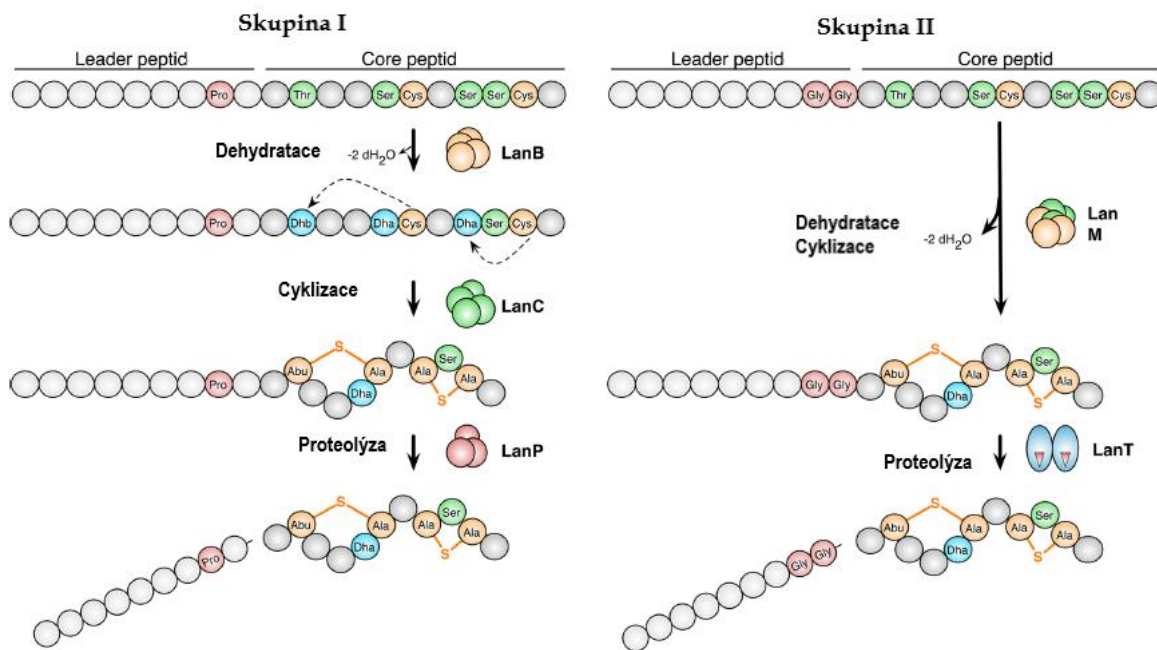 Skupina I
Leader peptid Core peptid
Pro Thr Ser Cys Ser Ser Cys
Dehydratace -2 dH2O LanB
Pro Dhb Dha Cys Dha Ser Cys
Cyklizace LanC
S
Pro Abu Dha Ala Ala Ser Ala
S
Proteolýza LanP
S
Pro Abu Dha Ala Ala Ser Ala
S
Skupina II
Leader peptid Core peptid
Gly Gly Thr Ser Cys Ser Ser Cys
Dehydratace
Cyklizace
-2 dH2O
Lan
M
S
Gly Gly Abu Dha Ala Ala Ser Ala
S
Proteolýza LanT
S
Gly Gly Abu Dha Ala Ala Ser Ala
S